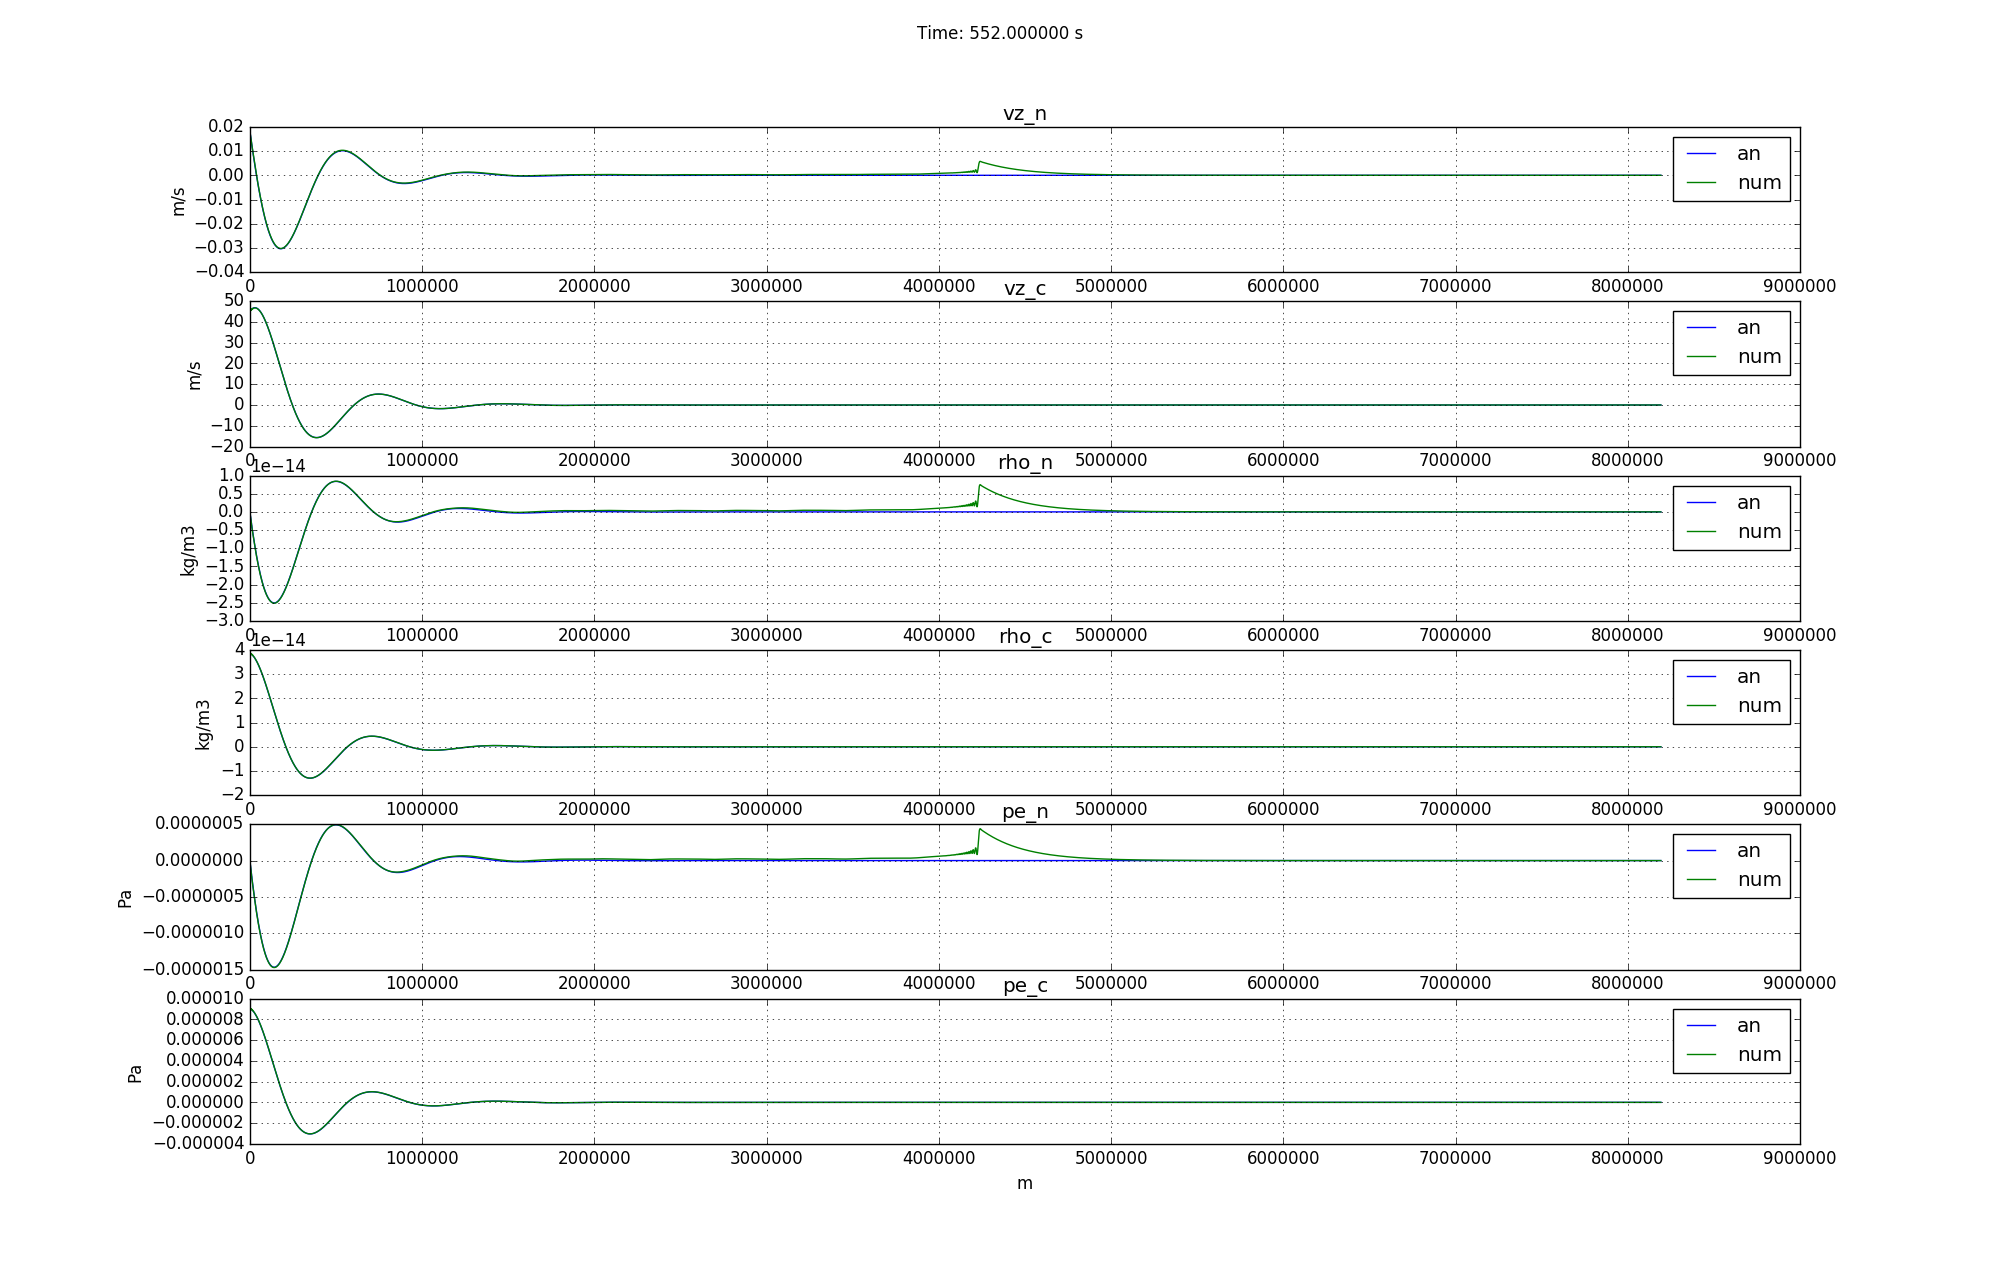 Time: 552.000000 s
vz_n
0.02
0.01
0.00
−0.01
−0.02
−0.03
−0.04
m/s
an
num
0 1000000 2000000 3000000 4000000 5000000 6000000 7000000 8000000 9000000
vz_c
50
40
30
20
10
0
−10
−20
m/s
an
num
0 1000000 2000000 3000000 4000000 5000000 6000000 7000000 8000000 9000000
1e−14
rho_n
1.0
0.5
0.0
−0.5
−1.0
−1.5
−2.0
−2.5
−3.0
kg/m3
an
num
0 1000000 2000000 3000000 4000000 5000000 6000000 7000000 8000000 9000000
1e−14
rho_c
4
3
2
1
0
−1
−2
kg/m3
an
num
0 1000000 2000000 3000000 4000000 5000000 6000000 7000000 8000000 9000000
pe_n
0.0000005
0.0000000
−0.0000005
−0.0000010
−0.0000015
Pa
an
num
0 1000000 2000000 3000000 4000000 5000000 6000000 7000000 8000000 9000000
pe_c
0.000010
0.000008
0.000006
0.000004
0.000002
0.000000
−0.000002
−0.000004
Pa
an
num
0 1000000 2000000 3000000 4000000 5000000 6000000 7000000 8000000 9000000
m